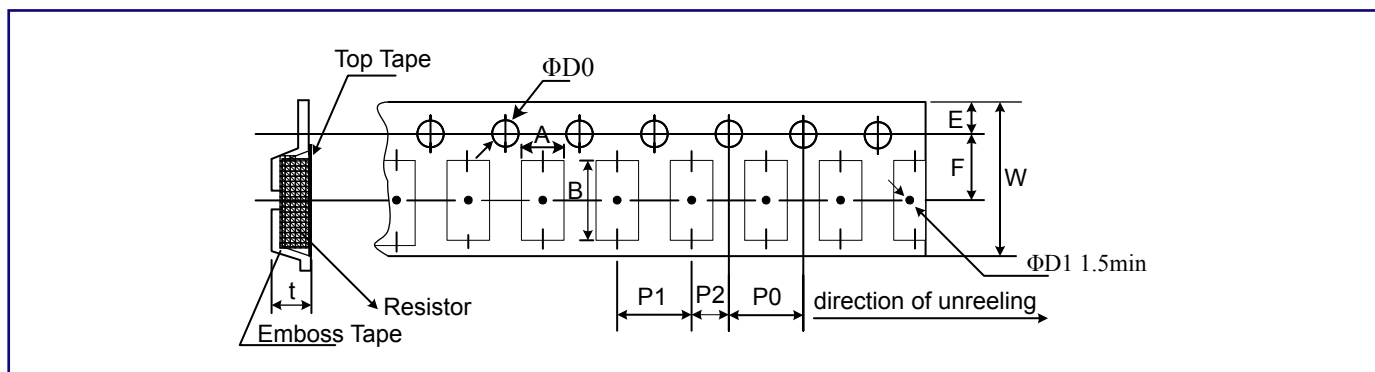 Top Tape
ΦD0
A
E
F
W
B
ΦD1 1.5min
t
P1
P2
P0
direction of unreeling
Resistor
Emboss Tape